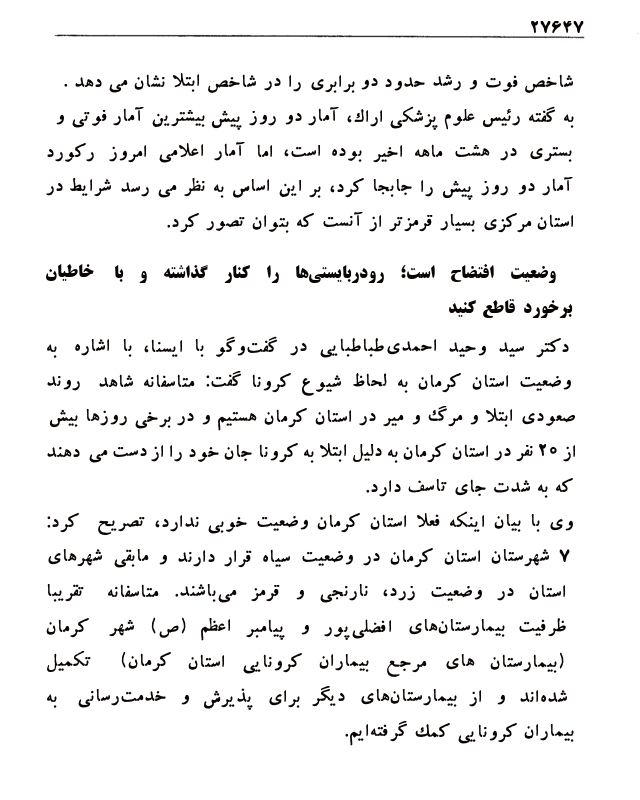 ۲۷۶۴۷
شاخص فوت و رشد حدود دو برابری را در شاخص ابتلا نشان می دهد .
به گفته رئیس علوم پزشکی اراک، آمار دو روز پیش بیشترین آمار فوتی و
بستری در هشت ماهه اخیر بوده است، اما آمار اعلامی امروز رکورد
آمار دو روز پیش را جابجا کرد، بر این اساس به نظر می رسد شرایط در
استان مرکزی بسیار قرمزتر از آنست که بتوان تصور کرد.
وضعیت افتضاح است؛ رودربایستی‌ها را کنار گذاشته و با خاطیان
برخورد قاطع کنید
دکتر سید وحید احمدی‌طباطبایی در گفت‌وگو با ایسنا، با اشاره به
وضعیت استان کرمان به لحاظ شیوع کرونا گفت: متاسفانه شاهد روند
صعودی ابتلا و مرگ و میر در استان کرمان هستیم و در برخی روزها بیش
از ۲۰ نفر در استان کرمان به دلیل ابتلا به کرونا جان خود را از دست می دهند
که به شدت جای تاسف دارد.
وی با بیان اینکه فعلا استان کرمان وضعیت خوبی ندارد، تصریح کرد:
۷ شهرستان استان کرمان در وضعیت سیاه قرار دارند و مابقی شهرهای
استان در وضعیت زرد، نارنجی و قرمز می‌باشند. متاسفانه تقریبا
ظرفیت بیمارستان‌های افضلی‌پور و پیامبر اعظم (ص) شهر کرمان
(بیمارستان های مرجع بیماران کرونایی استان کرمان) تکمیل
شده‌اند و از بیمارستان‌های دیگر برای پذیرش و خدمت‌رسانی به
بیماران کرونایی کمک گرفته‌ایم.